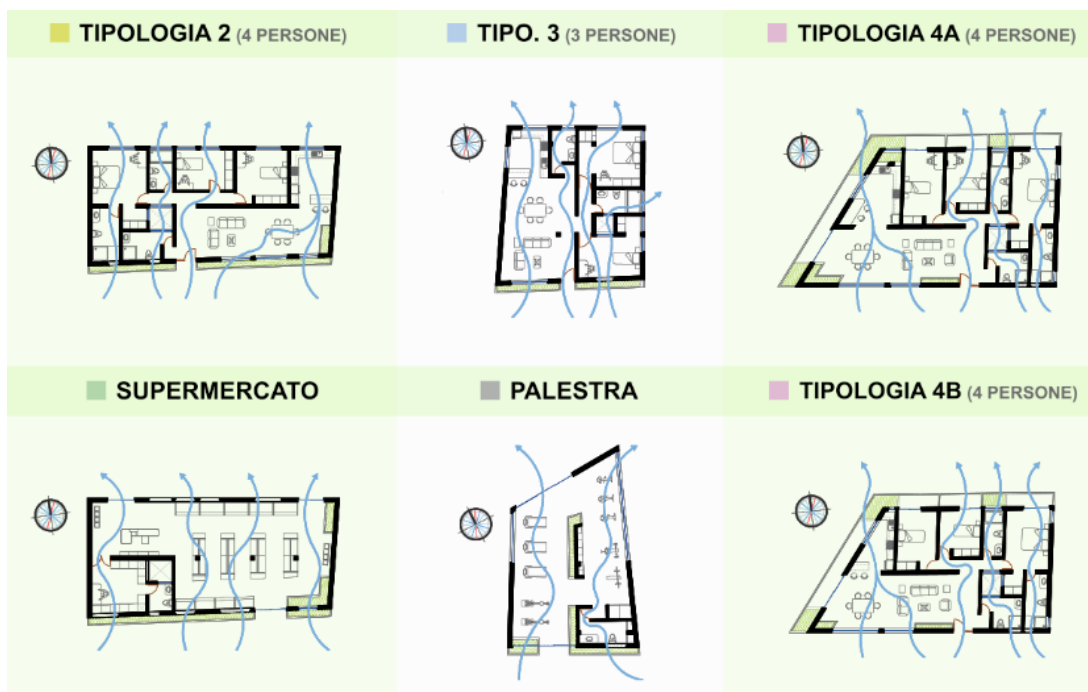 TIPOLOGIA 2 (4 PERSONE)
TIPO. 3 (3 PERSONE)
TIPOLOGIA 4A (4 PERSONE)
SUPERMERCATO
PALESTRA
TIPOLOGIA 4B (4 PERSONE)